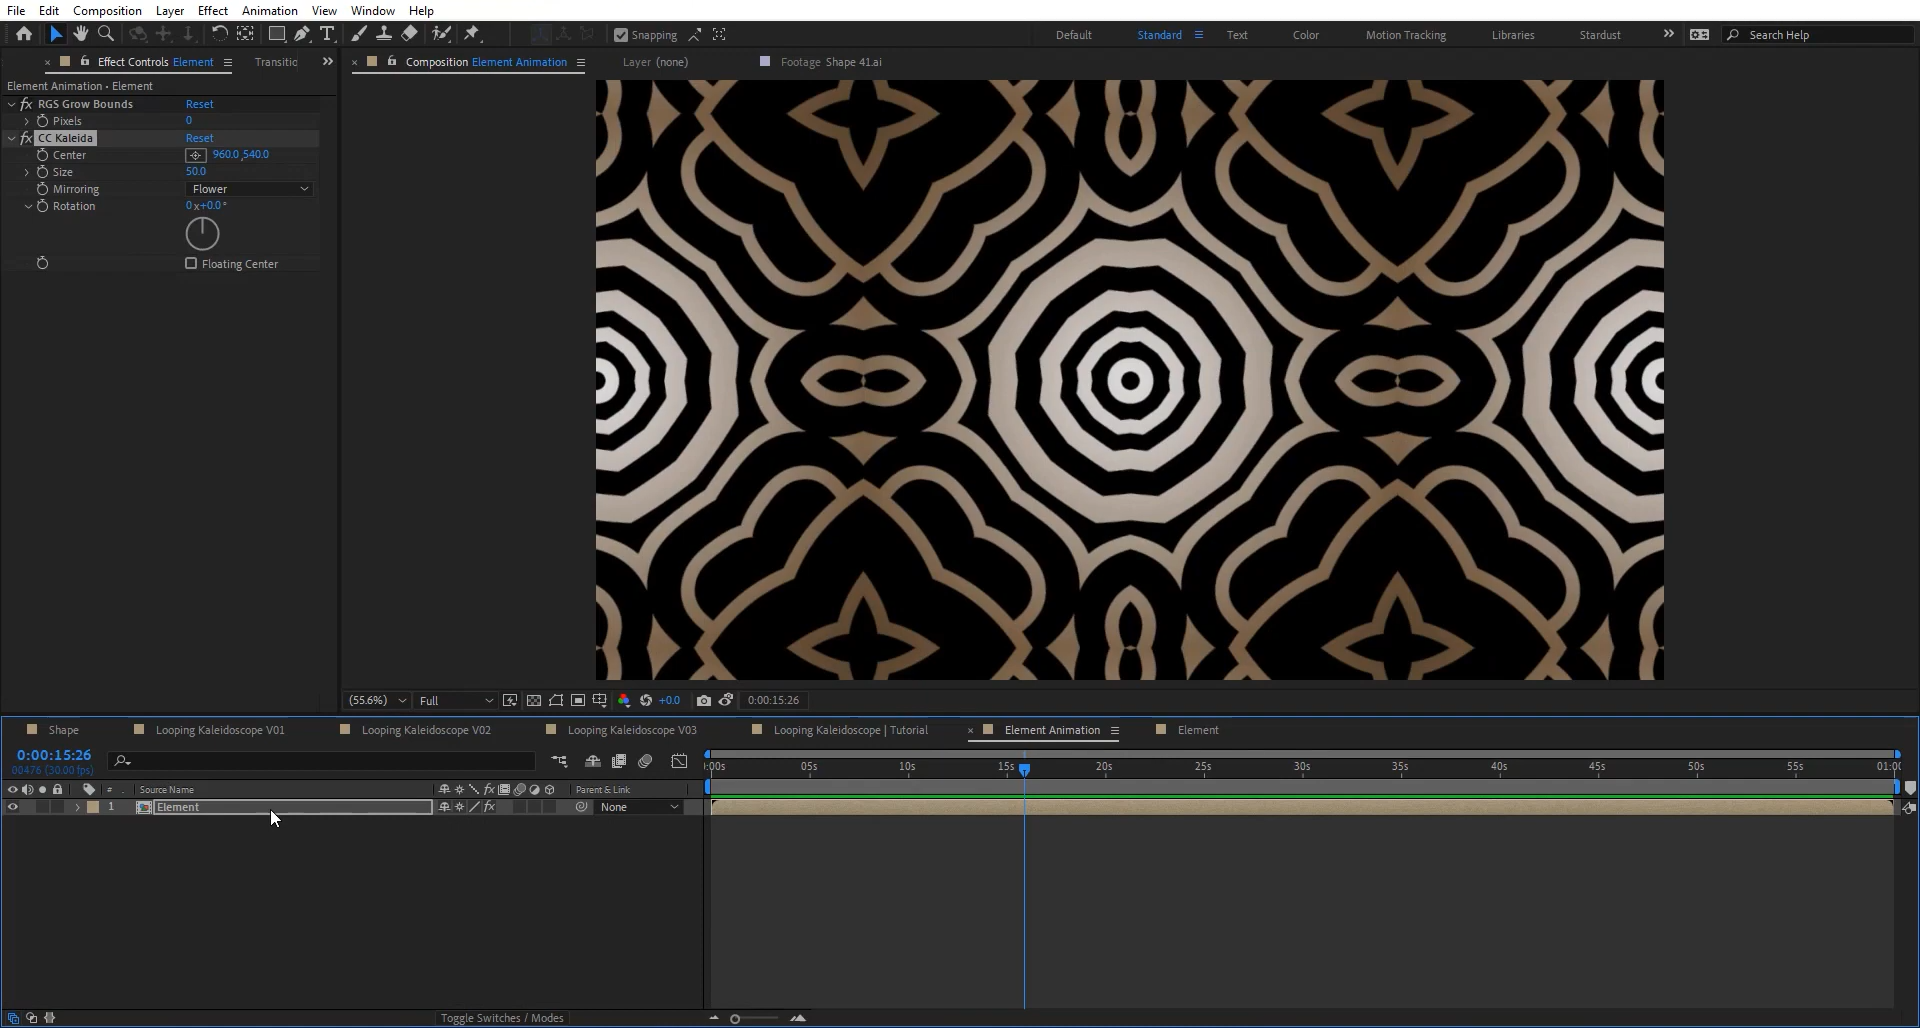 File Edit Composition Layer Effect Animation View Window Help
Snapping Default Standard Text Color Motion Tracking Libraries Stardust Search Help
Effect Controls Element Composition Element Animation Layer (none) Footage Shape 41.ai
Element Animation • Element
fx RGS Grow Bounds Reset
Pixels 0
fx CC Kaleida Reset
Center 960.0,540.0
Size 50.0
Mirroring Flower
Rotation 0x+0.0°
Floating Center
(55.6%) Full +0.0 0:00:15:26
Shape Looping Kaleidoscope V01 Looping Kaleidoscope V02 Looping Kaleidoscope V03 Looping Kaleidoscope | Tutorial Element Animation Element
0:00:15:26
00476 (30.00 fps)
:00s 05s 10s 15s 20s 25s 30s 35s 40s 45s 50s 55s 01:0
# Source Name Parent & Link
1 Element fx None
Toggle Switches / Modes